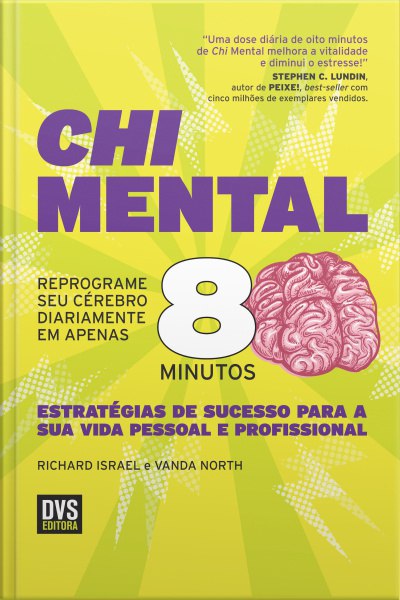 “Uma dose diária de oito minutos
de Chi Mental melhora a vitalidade
e diminui o estresse!”
STEPHEN C. LUNDIN,
autor de PEIXE!, best-seller com
cinco milhões de exemplares vendidos.
CHI
MENTAL
REPROGRAME
SEU CÉREBRO
DIARIAMENTE
EM APENAS
8
MINUTOS
ESTRATÉGIAS DE SUCESSO PARA A
SUA VIDA PESSOAL E PROFISSIONAL
RICHARD ISRAEL e VANDA NORTH
DVS
EDITORA